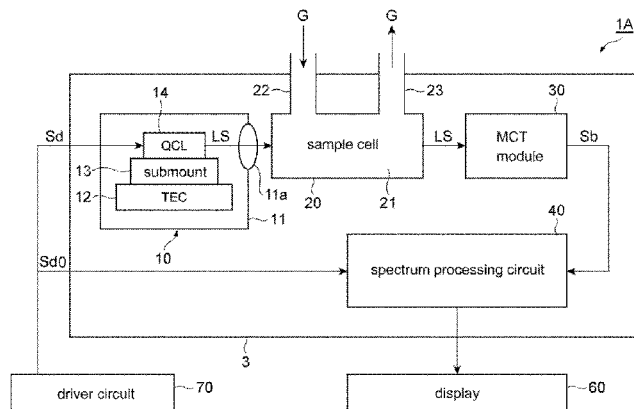 G
G
1A
22
23
30
14
Sd
QCL
LS
sample cell
LS
MCT
module
Sb
13
submount
12
TEC
11a
20
21
11
10
40
Sd0
spectrum processing circuit
3
driver circuit
70
display
60